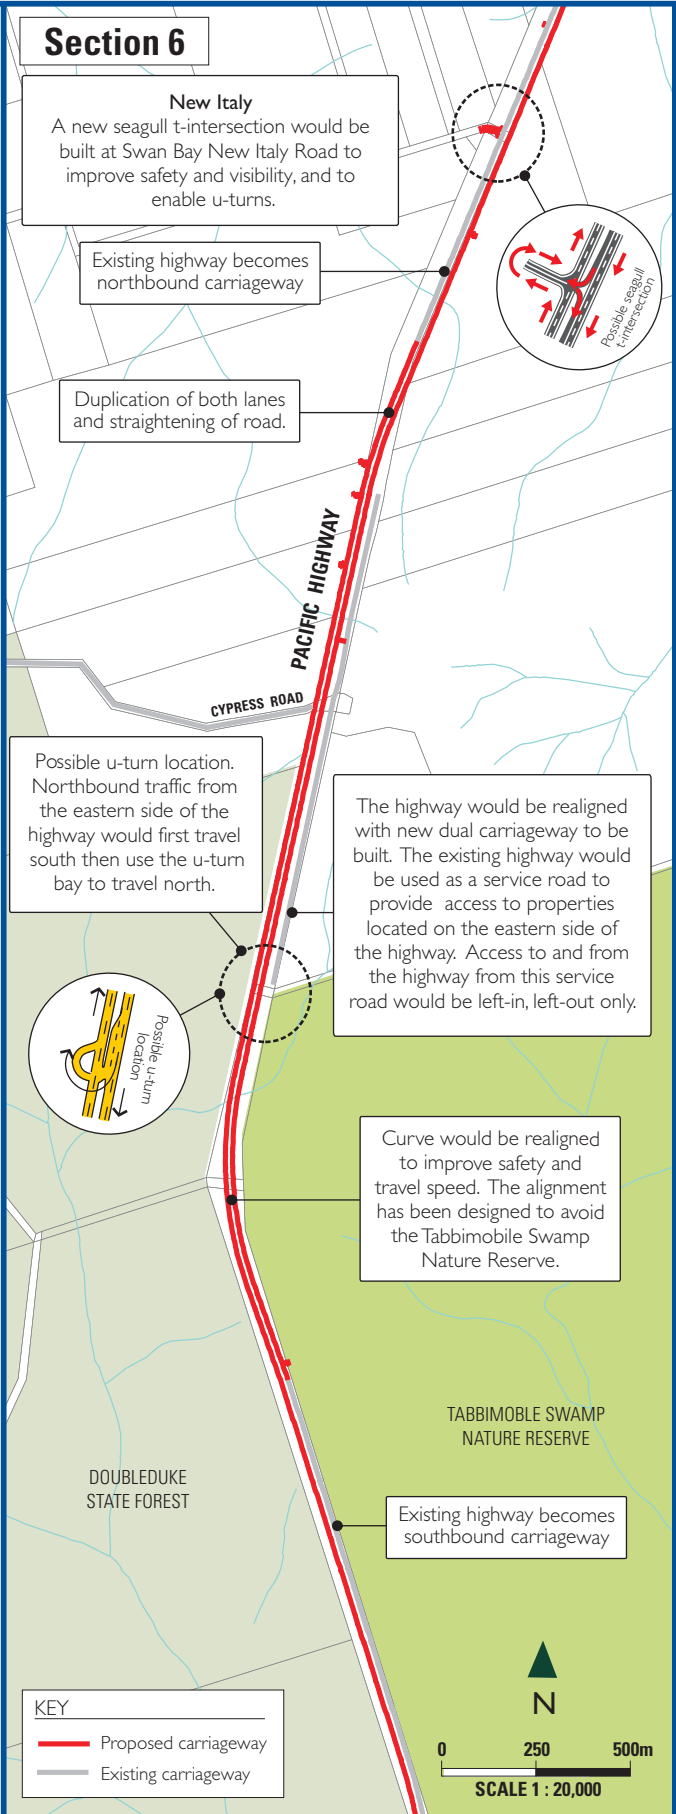 Section 6
New Italy
A new seagull t-intersection would be
built at Swan Bay New Italy Road to
improve safety and visibility, and to
enable u-turns.
Existing highway becomes
northbound carriageway
Possible seagull
t-intersection
Duplication of both lanes
and straightening of road.
PACIFIC HIGHWAY
CYPRESS ROAD
Possible u-turn location.
Northbound traffic from
the eastern side of the
highway would first travel
south then use the u-turn
bay to travel north.
The highway would be realigned
with new dual carriageway to be
built. The existing highway would
be used as a service road to
provide access to properties
located on the eastern side of
the highway. Access to and from
the highway from this service
road would be left-in, left-out only.
Possible u-turn
location
Curve would be realigned
to improve safety and
travel speed. The alignment
has been designed to avoid
the Tabbimobile Swamp
Nature Reserve.
TABBIMOBLE SWAMP
NATURE RESERVE
DOUBLEDUKE
STATE FOREST
Existing highway becomes
southbound carriageway
N
KEY
Proposed carriageway
Existing carriageway
0 250 500m
SCALE 1 : 20,000